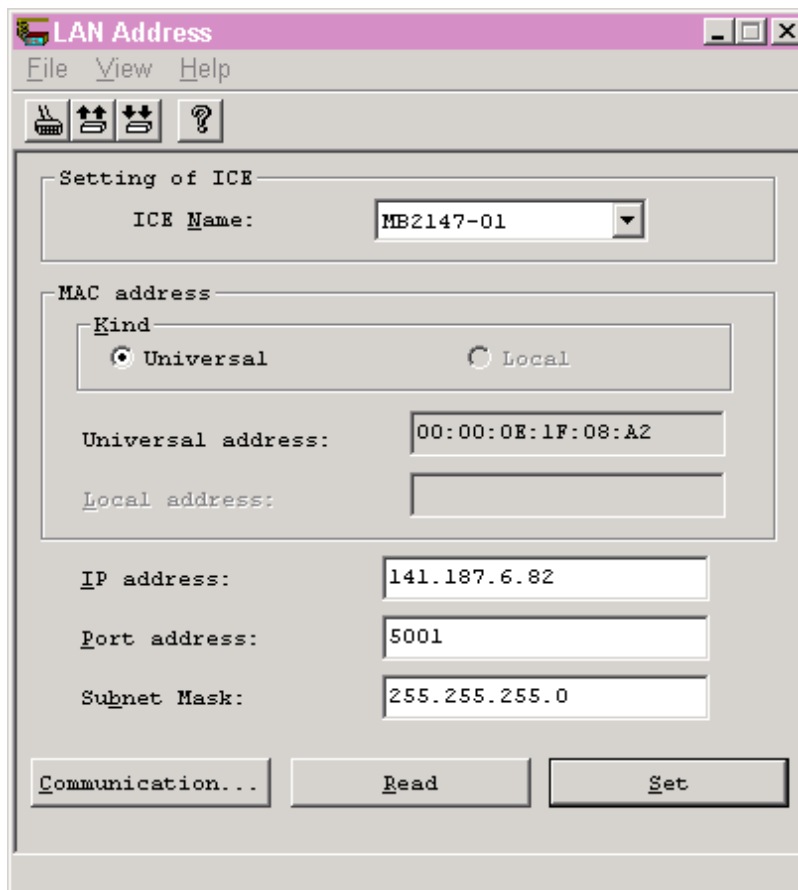 LAN Address
File View Help
Setting of ICE
ICE Name: MB2147-01
MAC address
Kind
Universal Local
Universal address: 00:00:0E:1F:08:A2
Local address:
IP address: 141.187.6.82
Port address: 5001
Subnet Mask: 255.255.255.0
Communication... Read Set